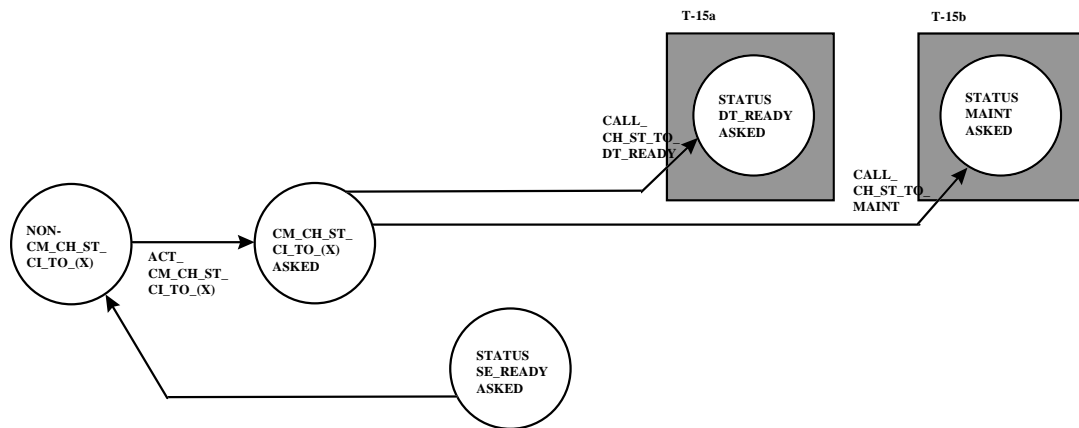 T-15a
T-15b
STATUS
DT_READY
ASKED
STATUS
MAINT
ASKED
CALL_
CH_ST_TO_
DT_READY
CALL_
CH_ST_TO_
MAINT
NON-
CM_CH_ST_
CI_TO_(X)
ACT_
CM_CH_ST_
CI_TO_(X)
CM_CH_ST_
CI_TO_(X)
ASKED
STATUS
SE_READY
ASKED